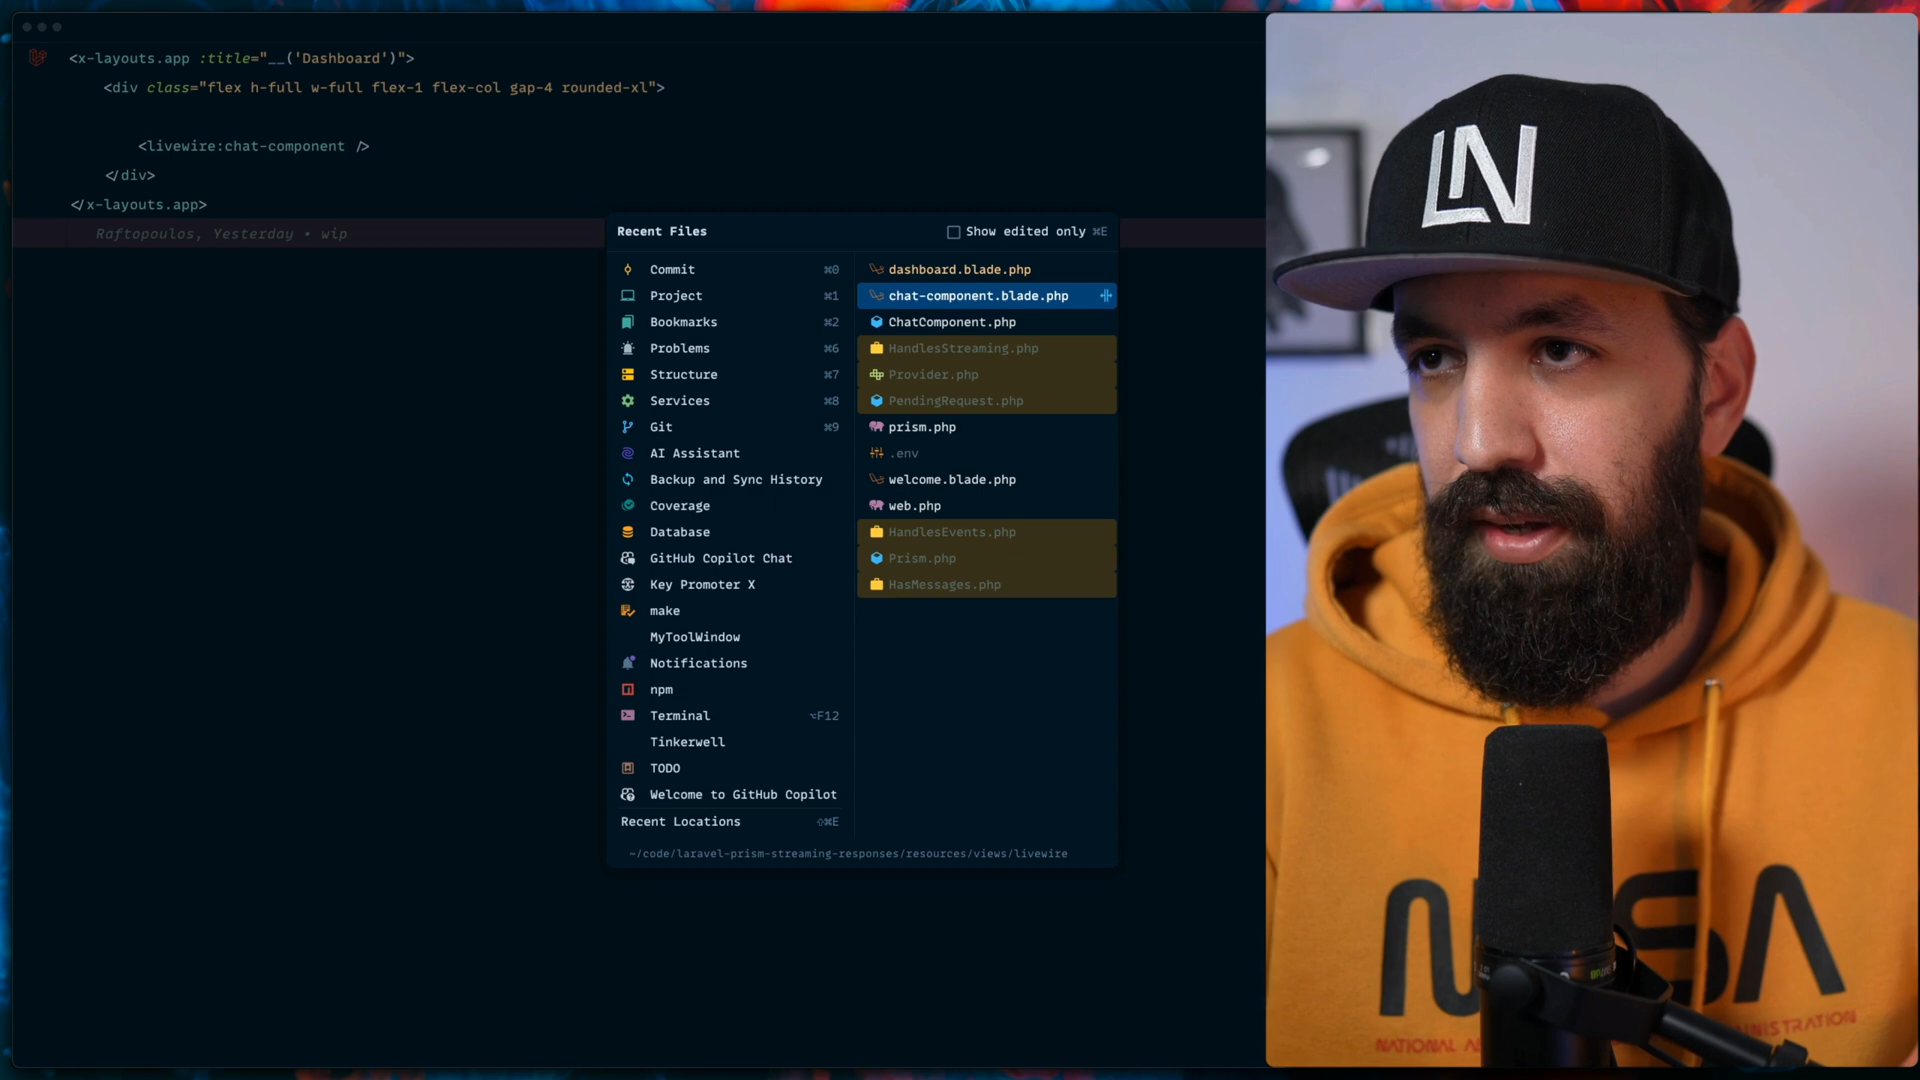 <x-layouts.app :title="__('Dashboard')">
<div class="flex h-full w-full flex-1 flex-col gap-4 rounded-xl">
<livewire:chat-component />
</div>
</x-layouts.app>
Raftopoulos, Yesterday • wip
Recent Files
Show edited only ⌘E
Commit ⌘0
Project ⌘1
Bookmarks ⌘2
Problems ⌘6
Structure ⌘7
Services ⌘8
Git ⌘9
AI Assistant
Backup and Sync History
Coverage
Database
GitHub Copilot Chat
Key Promoter X
make
MyToolWindow
Notifications
npm
Terminal ⌥F12
Tinkerwell
TODO
Welcome to GitHub Copilot
Recent Locations ⇧⌘E
dashboard.blade.php
chat-component.blade.php
ChatComponent.php
HandlesStreaming.php
Provider.php
PendingRequest.php
prism.php
.env
welcome.blade.php
web.php
HandlesEvents.php
Prism.php
HasMessages.php
~/code/laravel-prism-streaming-responses/resources/views/livewire
LN
NASA
NATIONAL